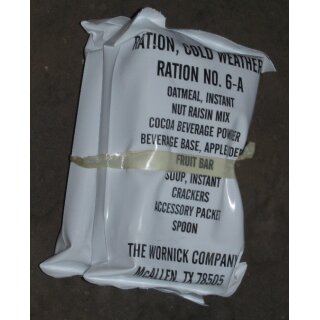 RATION, COLD WEATHER
RATION NO. 6-A
OATMEAL, INSTANT
NUT RAISIN MIX
COCOA BEVERAGE POWDER
BEVERAGE BASE, APPLE
FRUIT BAR
SOUP, INSTANT
CRACKERS
ACCESSORY PACKET
SPOON
THE WORNICK COMPANY
McALLEN, TX 78505